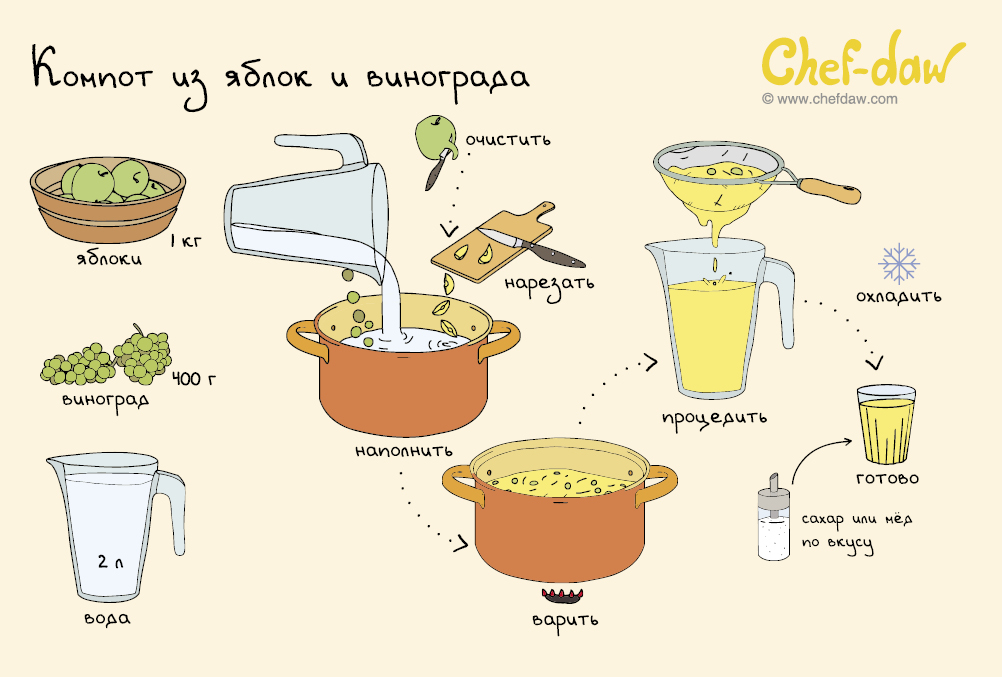 Компот из яблок и винограда
Chef-daw
© www.chefdaw.com
очистить
1 кг
яблоки
нарезать
охладить
400 г
виноград
процедить
наполнить
готово
2 л
сахар или мёд
по вкусу
вода
варить